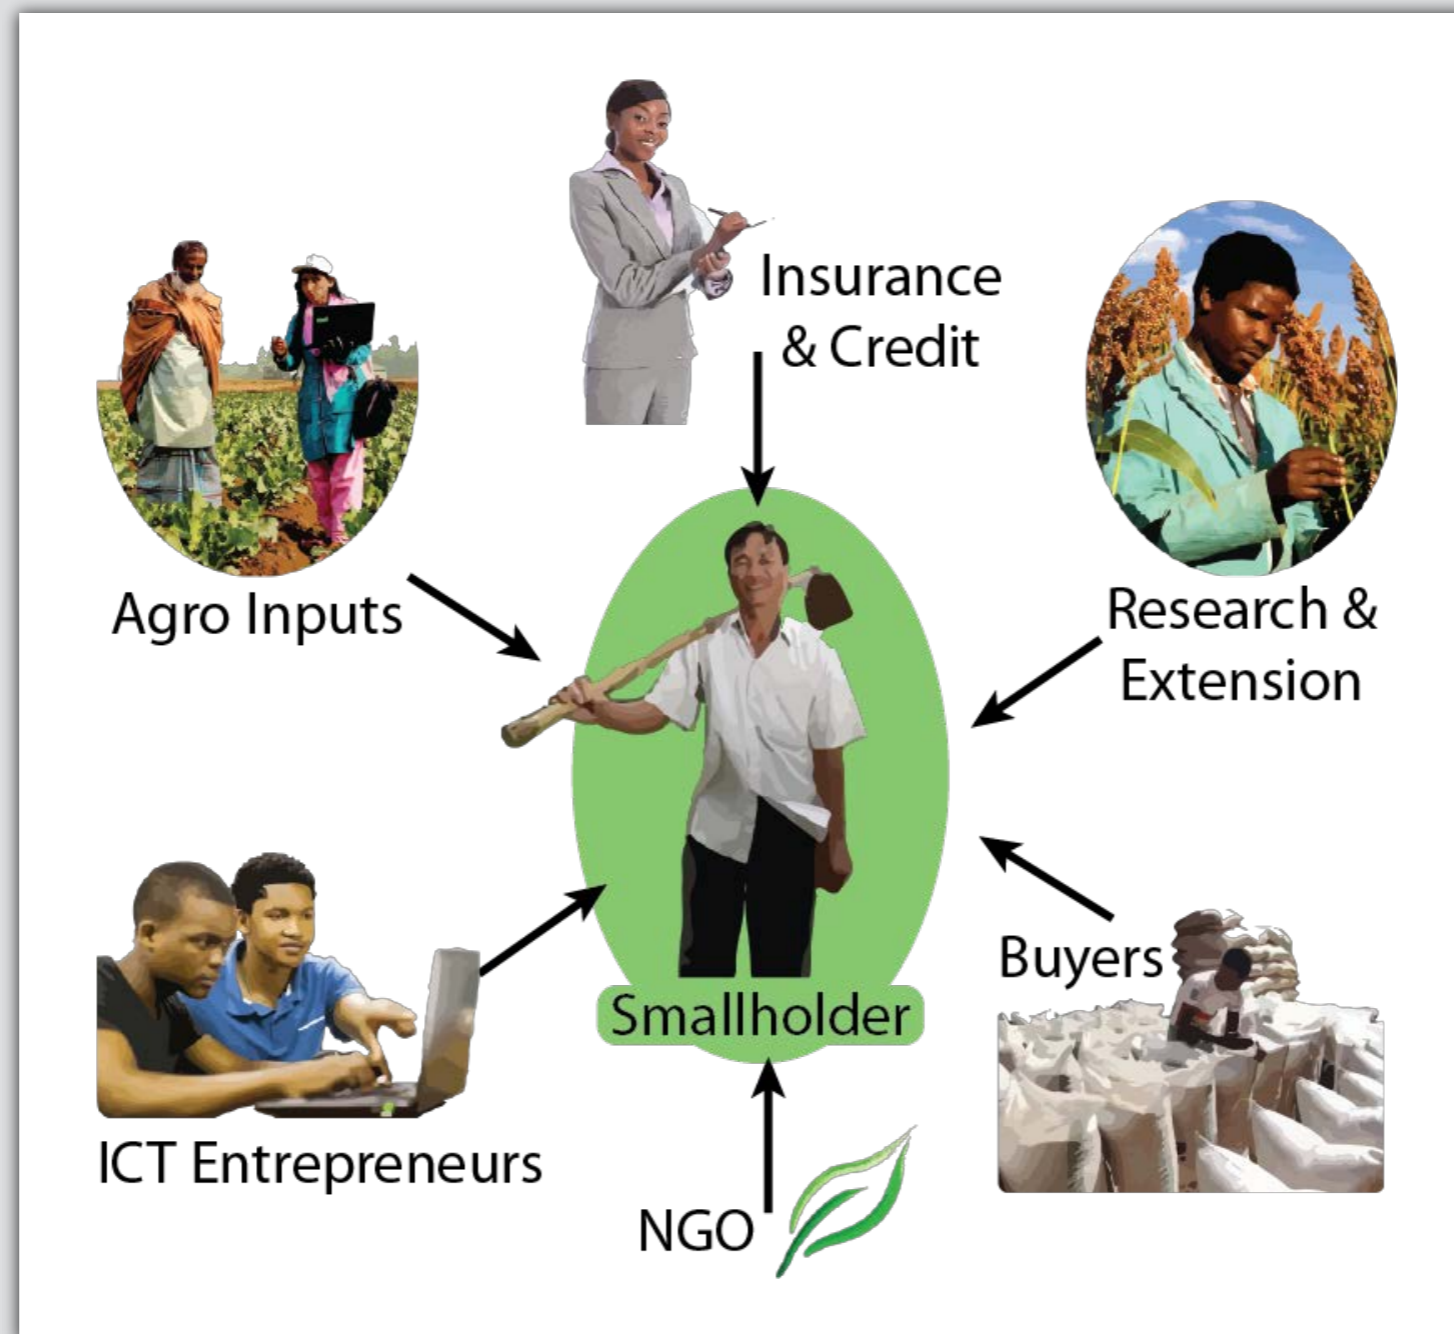 Insurance
& Credit
Agro Inputs
Research &
Extension
Smallholder
Buyers
ICT Entrepreneurs
NGO